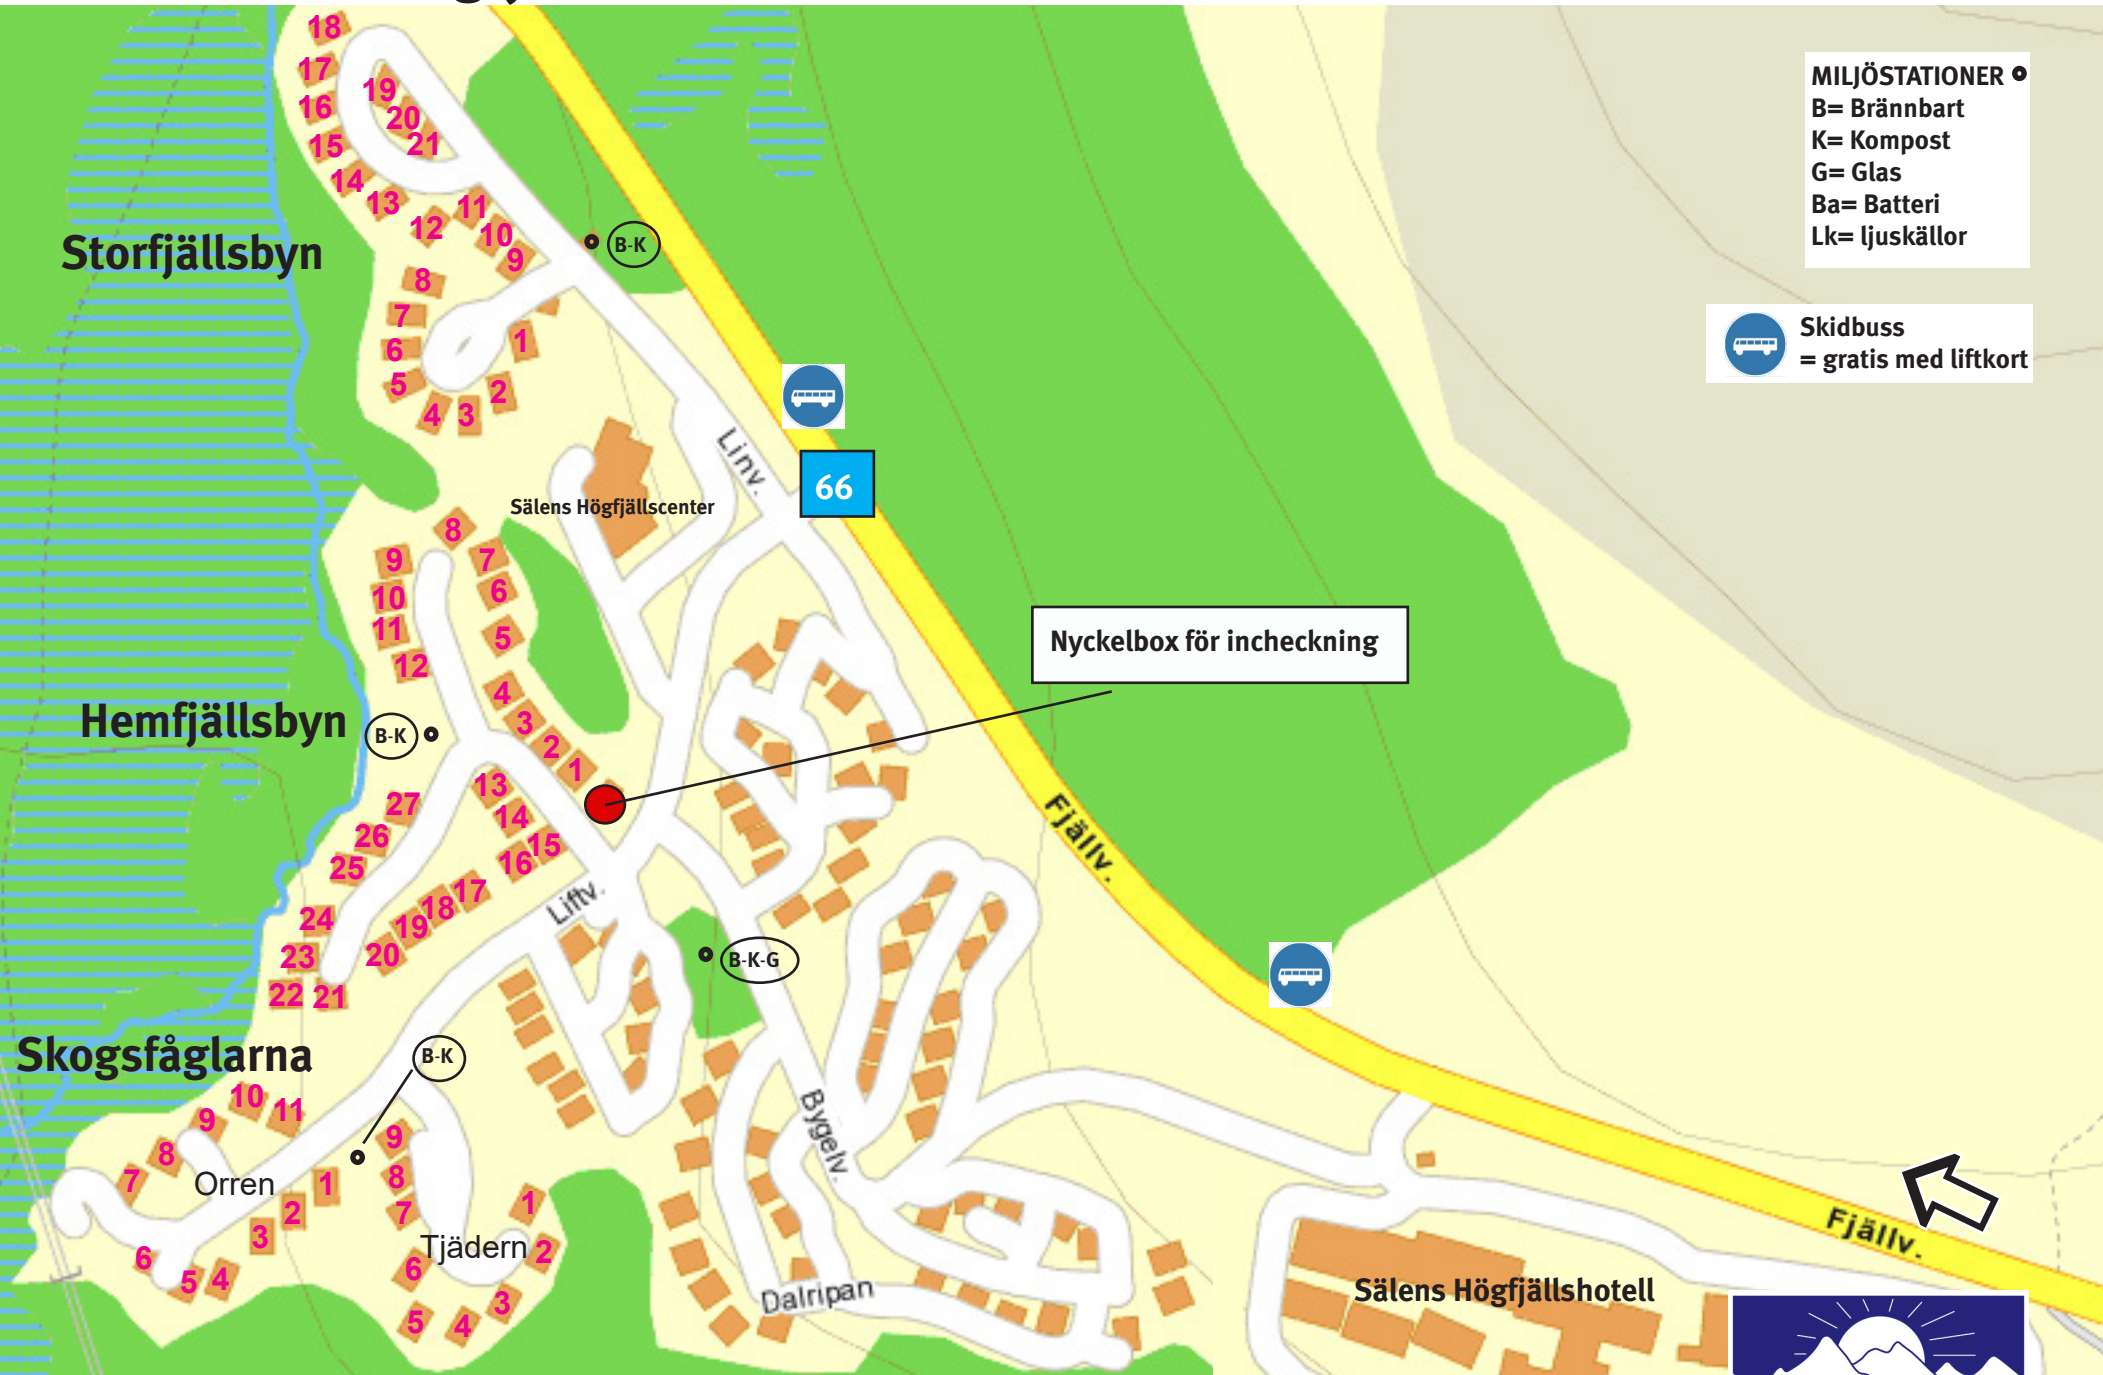 18
17
16
15
14
13
12
11
10
9
19
20
21
8
7
6
5
4
3
2
1
Storfjällsbyn
B-K
MILJÖSTATIONER
B= Brännbart
K= Kompost
G= Glas
Ba= Batteri
Lk= ljuskällor
Skidbuss
= gratis med liftkort
Linv.
66
Sälens Högfjällscenter
8
7
6
5
4
3
2
1
9
10
11
12
Hemfjällsbyn
B-K
Nyckelbox för incheckning
13
14
15
16
17
18
19
20
21
22
23
24
25
26
27
Liftv.
Fjällv.
B-K-G
Skogsfåglarna
B-K
10
11
9
8
7
Orren
1
2
3
4
5
6
9
8
7
Tjädern
1
2
3
4
5
6
Bygelv.
Dalripan
Fjällv.
Sälens Högfjällshotell